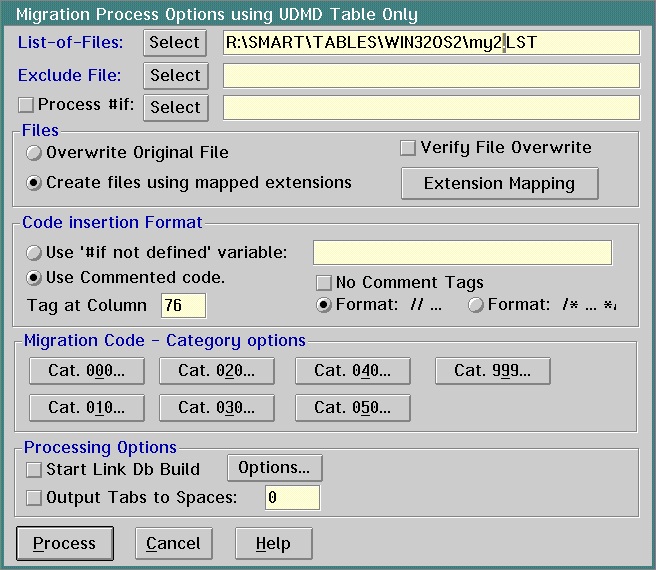 Migration Process Options using UDMD Table Only
List-of-Files: Select R:\SMART\TABLES\WIN32OS2\my2.LST
Exclude File: Select
Process #if: Select
Files
Overwrite Original File
Verify File Overwrite
Create files using mapped extensions
Extension Mapping
Code insertion Format
Use '#if not defined' variable:
Use Commented code.
No Comment Tags
Tag at Column 76
Format: // ... Format: /* ... */
Migration Code - Category options
Cat. 000... Cat. 020... Cat. 040... Cat. 999...
Cat. 010... Cat. 030... Cat. 050...
Processing Options
Start Link Db Build Options...
Output Tabs to Spaces: 0
Process Cancel Help